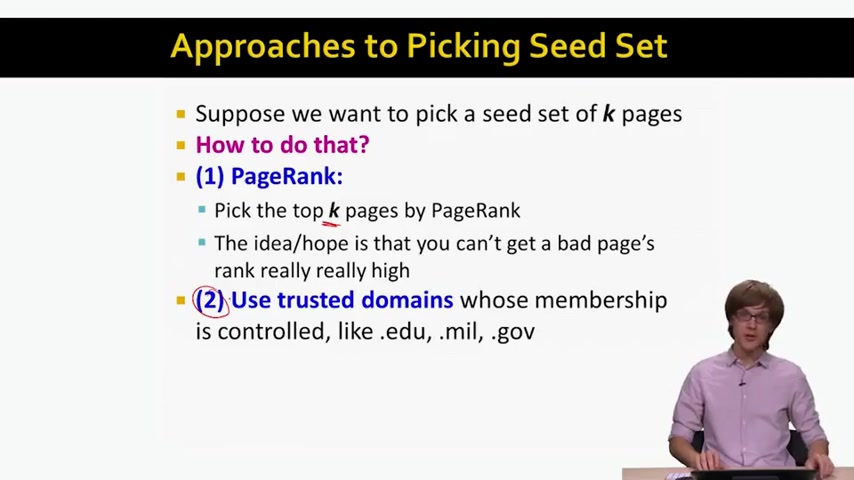 Approaches to Picking Seed Set
Suppose we want to pick a seed set of k pages
How to do that?
(1) PageRank:
Pick the top k pages by PageRank
The idea/hope is that you can't get a bad page's
rank really really high
(2) Use trusted domains whose membership
is controlled, like .edu, .mil, .gov